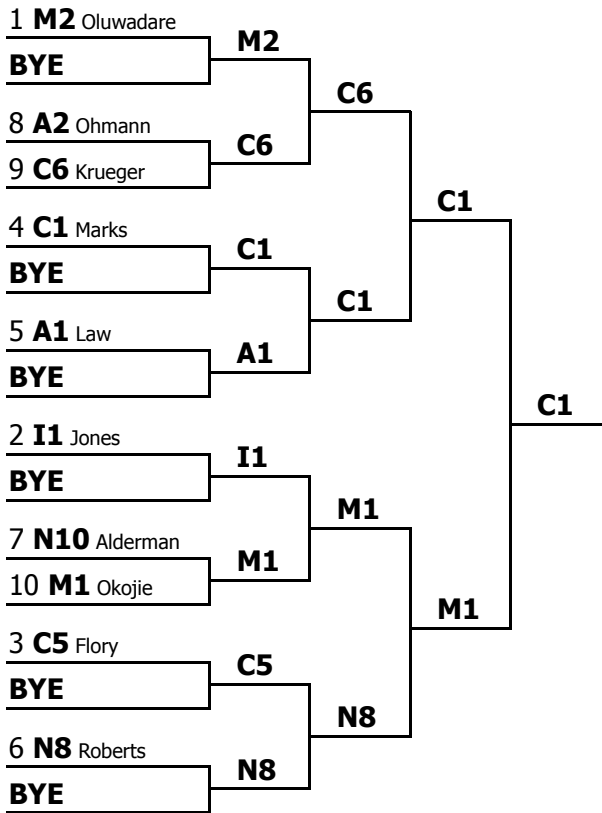 1 M2 Oluwadare
BYE
8 A2 Ohmann
9 C6 Krueger
4 C1 Marks
BYE
5 A1 Law
BYE
2 I1 Jones
BYE
7 N10 Alderman
10 M1 Okojie
3 C5 Flory
BYE
6 N8 Roberts
BYE
M2
C6
C1
A1
I1
M1
C5
N8
C6
C1
M1
N8
C1
M1
C1